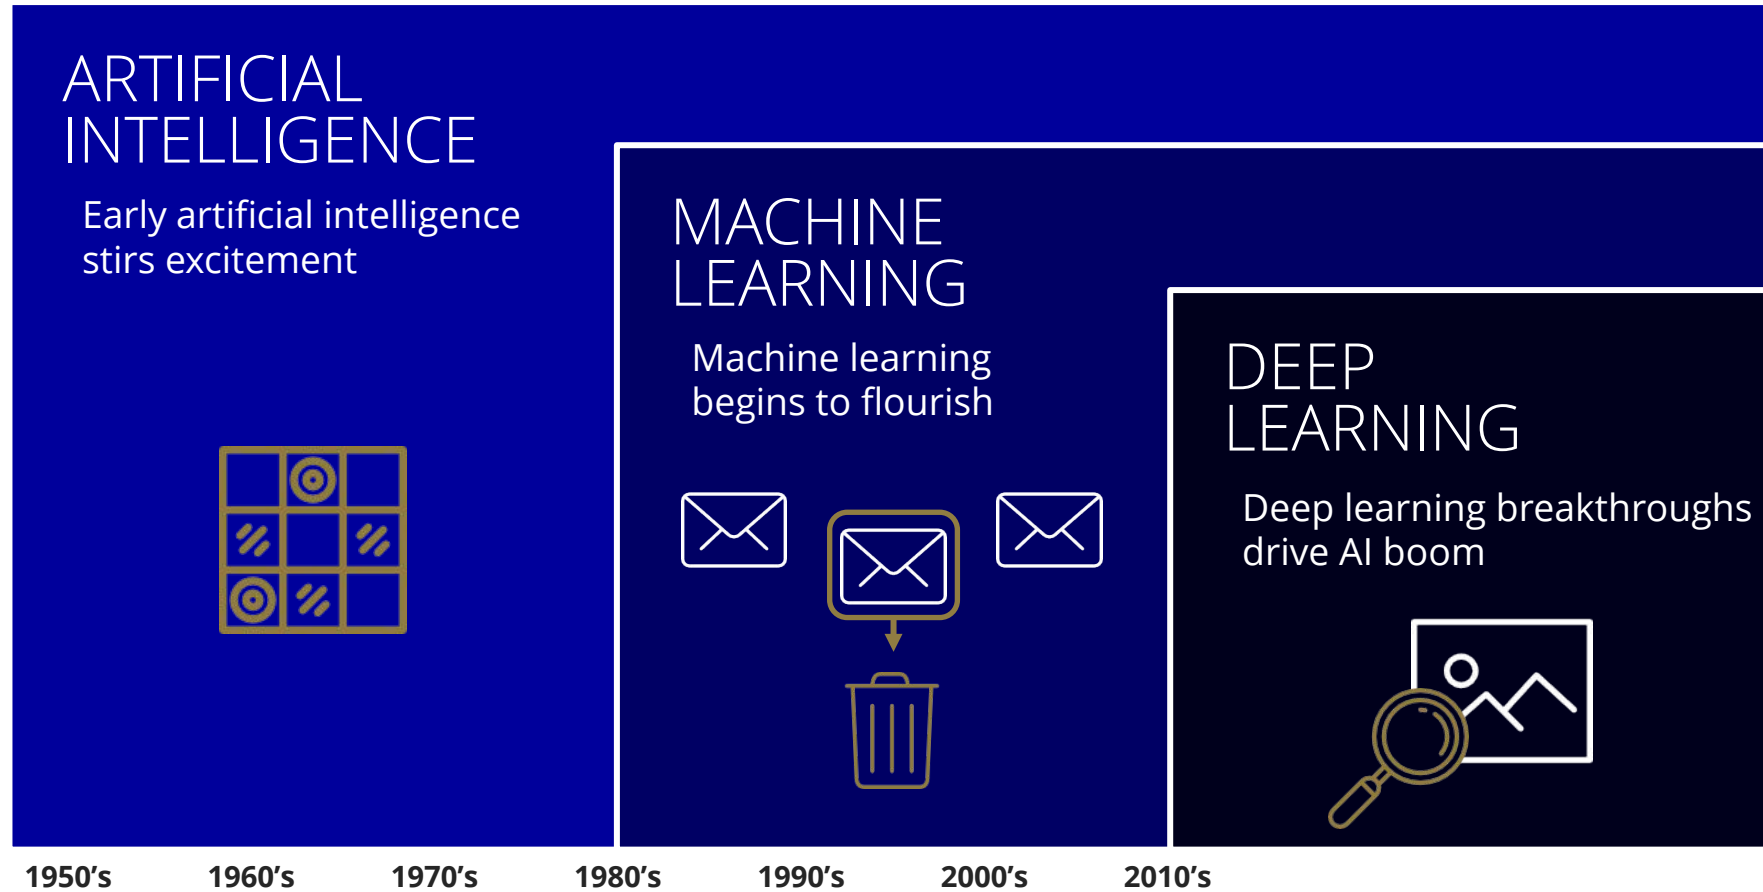 ARTIFICIAL
INTELLIGENCE
Early artificial intelligence
stirs excitement
MACHINE
LEARNING
Machine learning
begins to flourish
DEEP
LEARNING
Deep learning breakthroughs
drive AI boom
1950’s 1960’s 1970’s 1980’s 1990’s 2000’s 2010’s